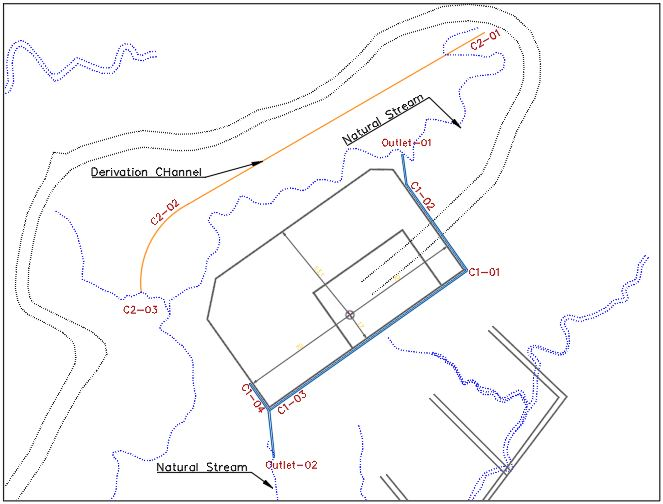 C2-01
Natural Stream
Outlet-01
Derivation CHannel
C1-02
C2-02
C1-01
C2-03
C1-04
C1-03
Outlet-02
Natural Stream